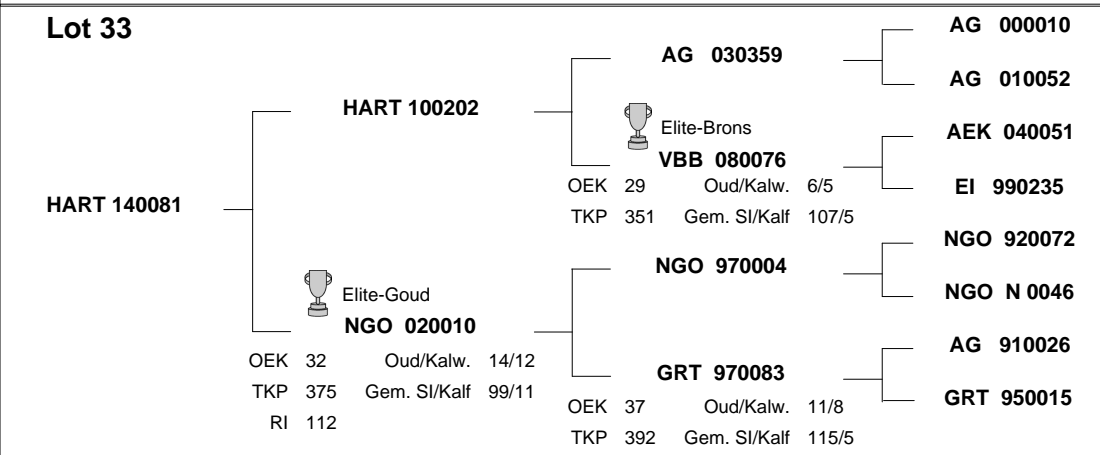 Lot 33
AG 000010
AG 030359
AG 010052
HART 100202
Elite-Brons
AEK 040051
VBB 080076
OEK 29 Oud/Kalw. 6/5
EI 990235
HART 140081
TKP 351 Gem. SI/Kalf 107/5
NGO 920072
NGO 970004
Elite-Goud
NGO N 0046
NGO 020010
OEK 32 Oud/Kalw. 14/12
AG 910026
GRT 970083
TKP 375 Gem. SI/Kalf 99/11
GRT 950015
OEK 37 Oud/Kalw. 11/8
RI 112
TKP 392 Gem. SI/Kalf 115/5